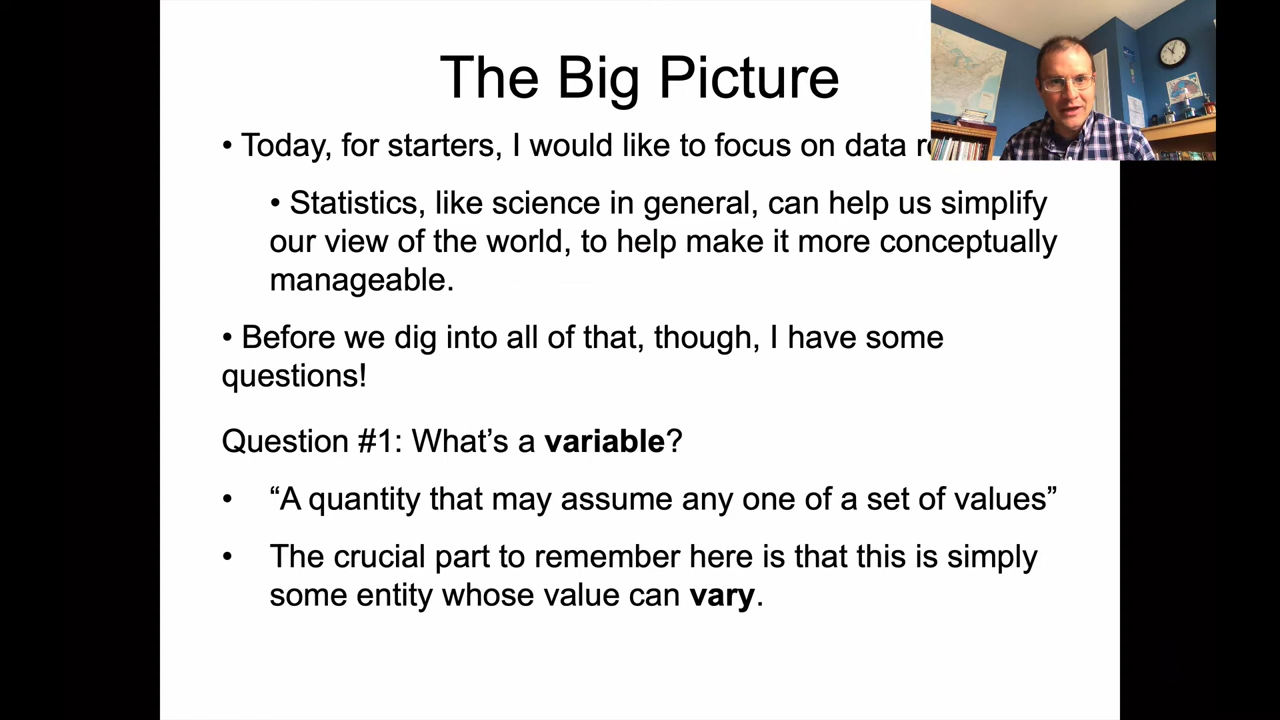 The Big Picture
• Today, for starters, I would like to focus on data
• Statistics, like science in general, can help us simplify
our view of the world, to help make it more conceptually
manageable.
• Before we dig into all of that, though, I have some
questions!
Question #1: What’s a variable?
• “A quantity that may assume any one of a set of values”
• The crucial part to remember here is that this is simply
some entity whose value can vary.